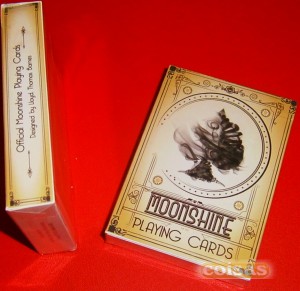 Official Moonshine Playing Cards
Designed by Lloyd Thomas Barnes
MOONSHINE
PLAYING CARDS
coisas